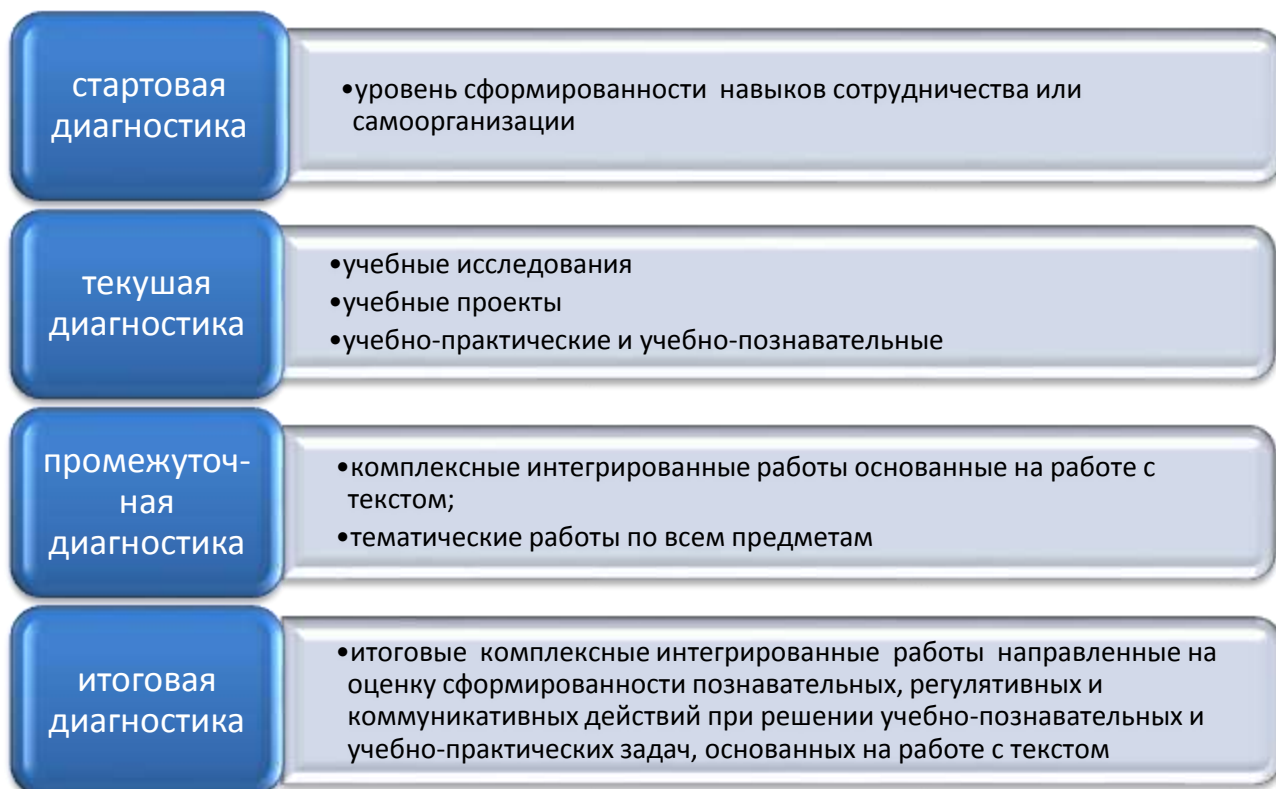 стартовая
диагностика
•уровень сформированности навыков сотрудничества или
самоорганизации
текушая
диагностика
•учебные исследования
•учебные проекты
•учебно-практические и учебно-познавательные
промежуточ-
ная
диагностика
•комплексные интегрированные работы основанные на работе с
текстом;
•тематические работы по всем предметам
итоговая
диагностика
•итоговые комплексные интегрированные работы направленные на
оценку сформированности познавательных, регулятивных и
коммуникативных действий при решении учебно-познавательных и
учебно-практических задач, основанных на работе с текстом